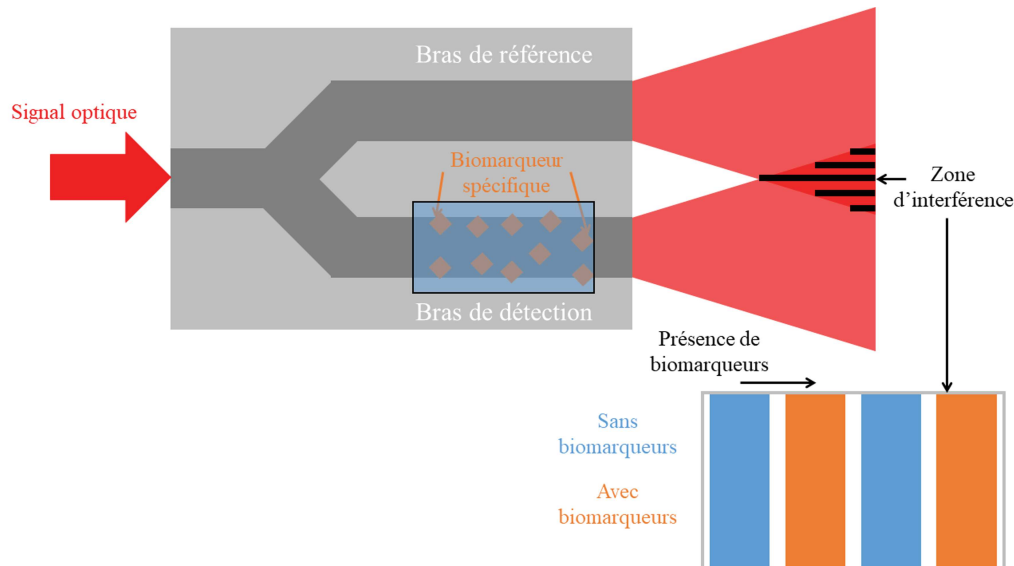 Bras de référence
Signal optique
Biomarqueur
spécifique
Zone
d'interférence
Bras de détection
Présence de
biomarqueurs
Sans
biomarqueurs
Avec
biomarqueurs